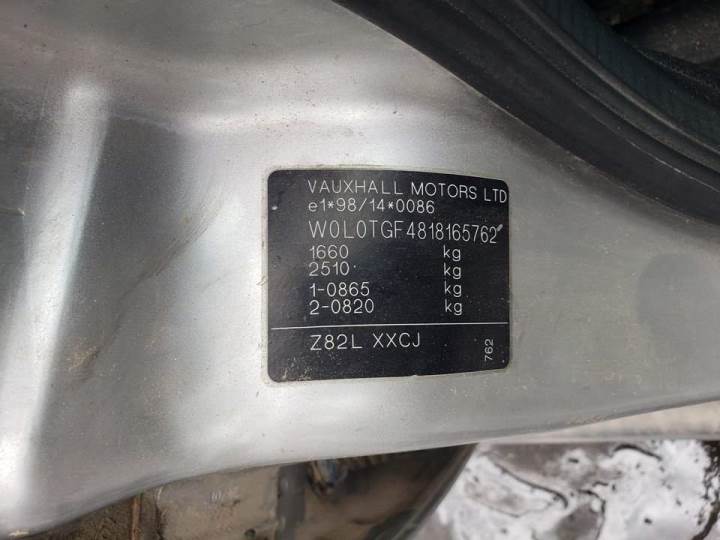 VAUXHALL MOTORS LTD
e1*98/14*0086
W0L0TGF4818165762
1660 kg
2510 kg
1-0865 kg
2-0820 kg
Z82L XXCJ
762